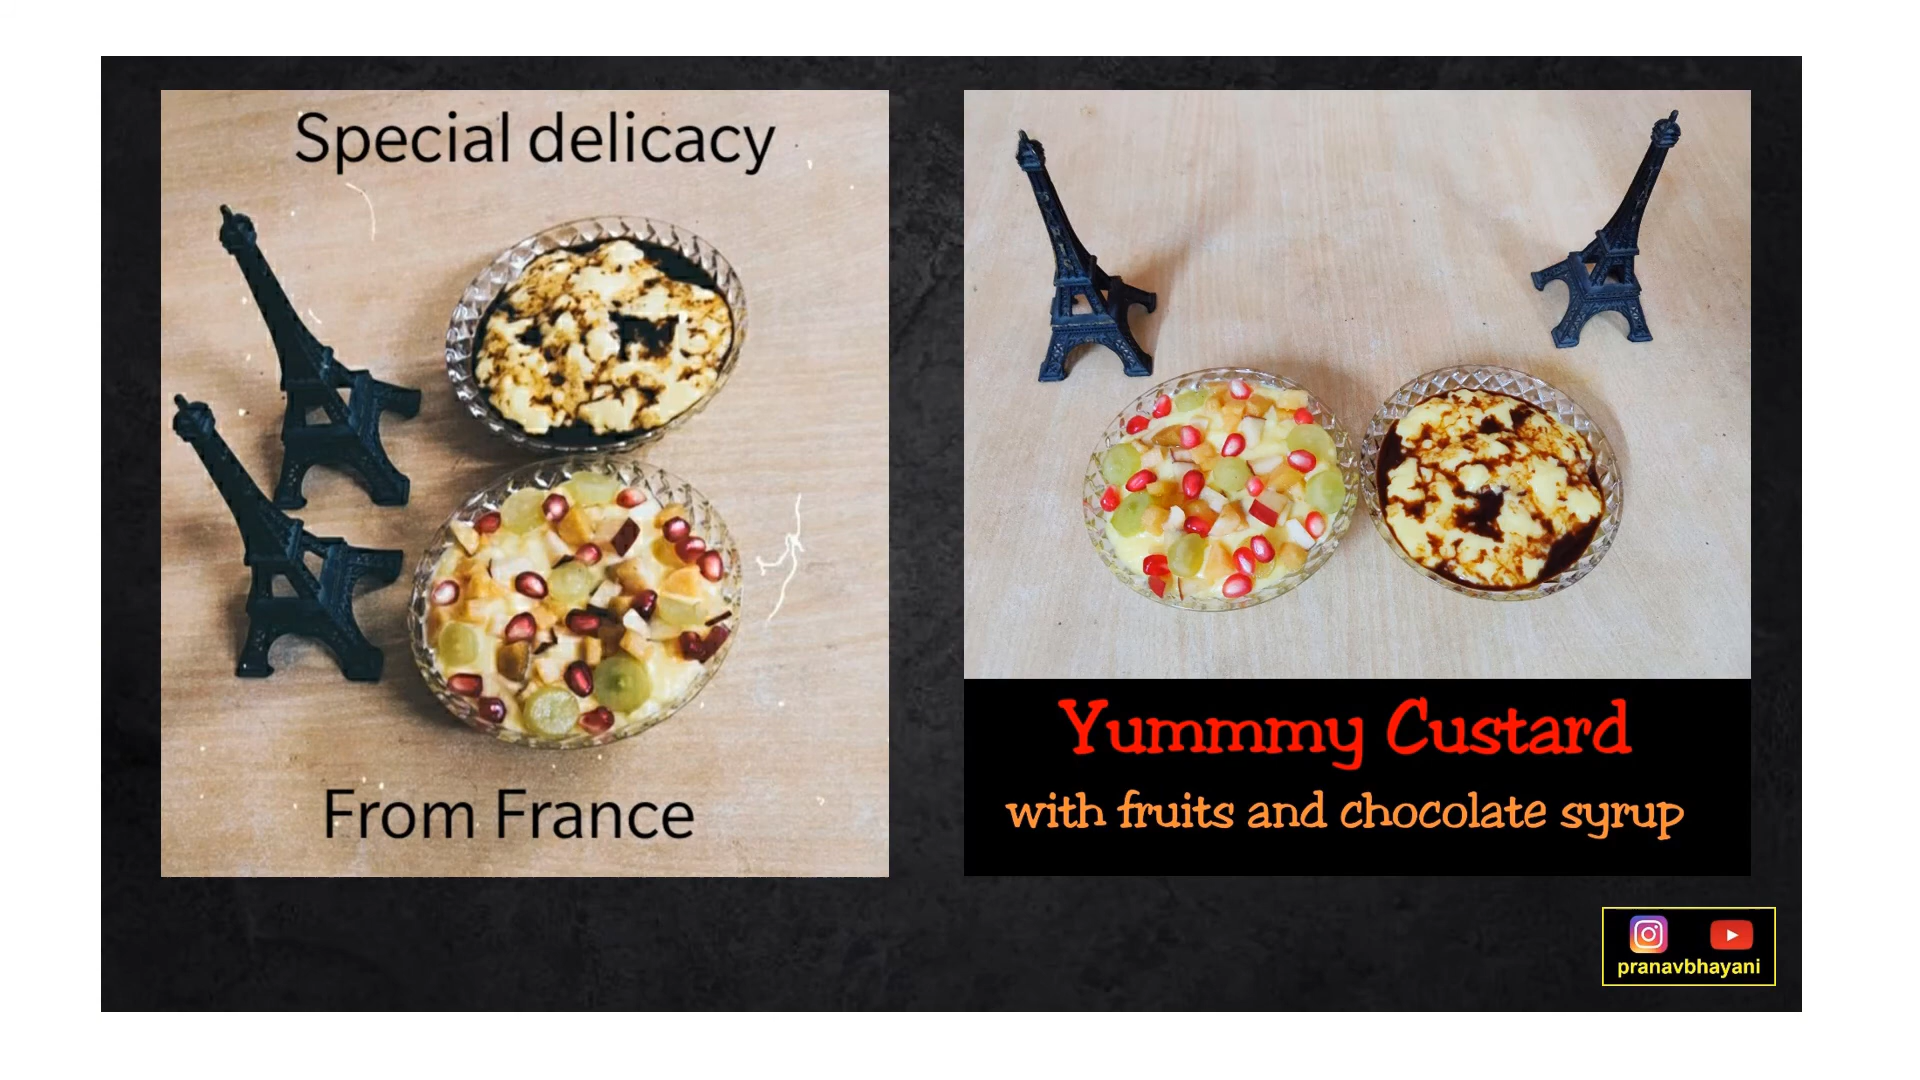 Special delicacy
From France
Yummmy Custard
with fruits and chocolate syrup
pranavbhayani